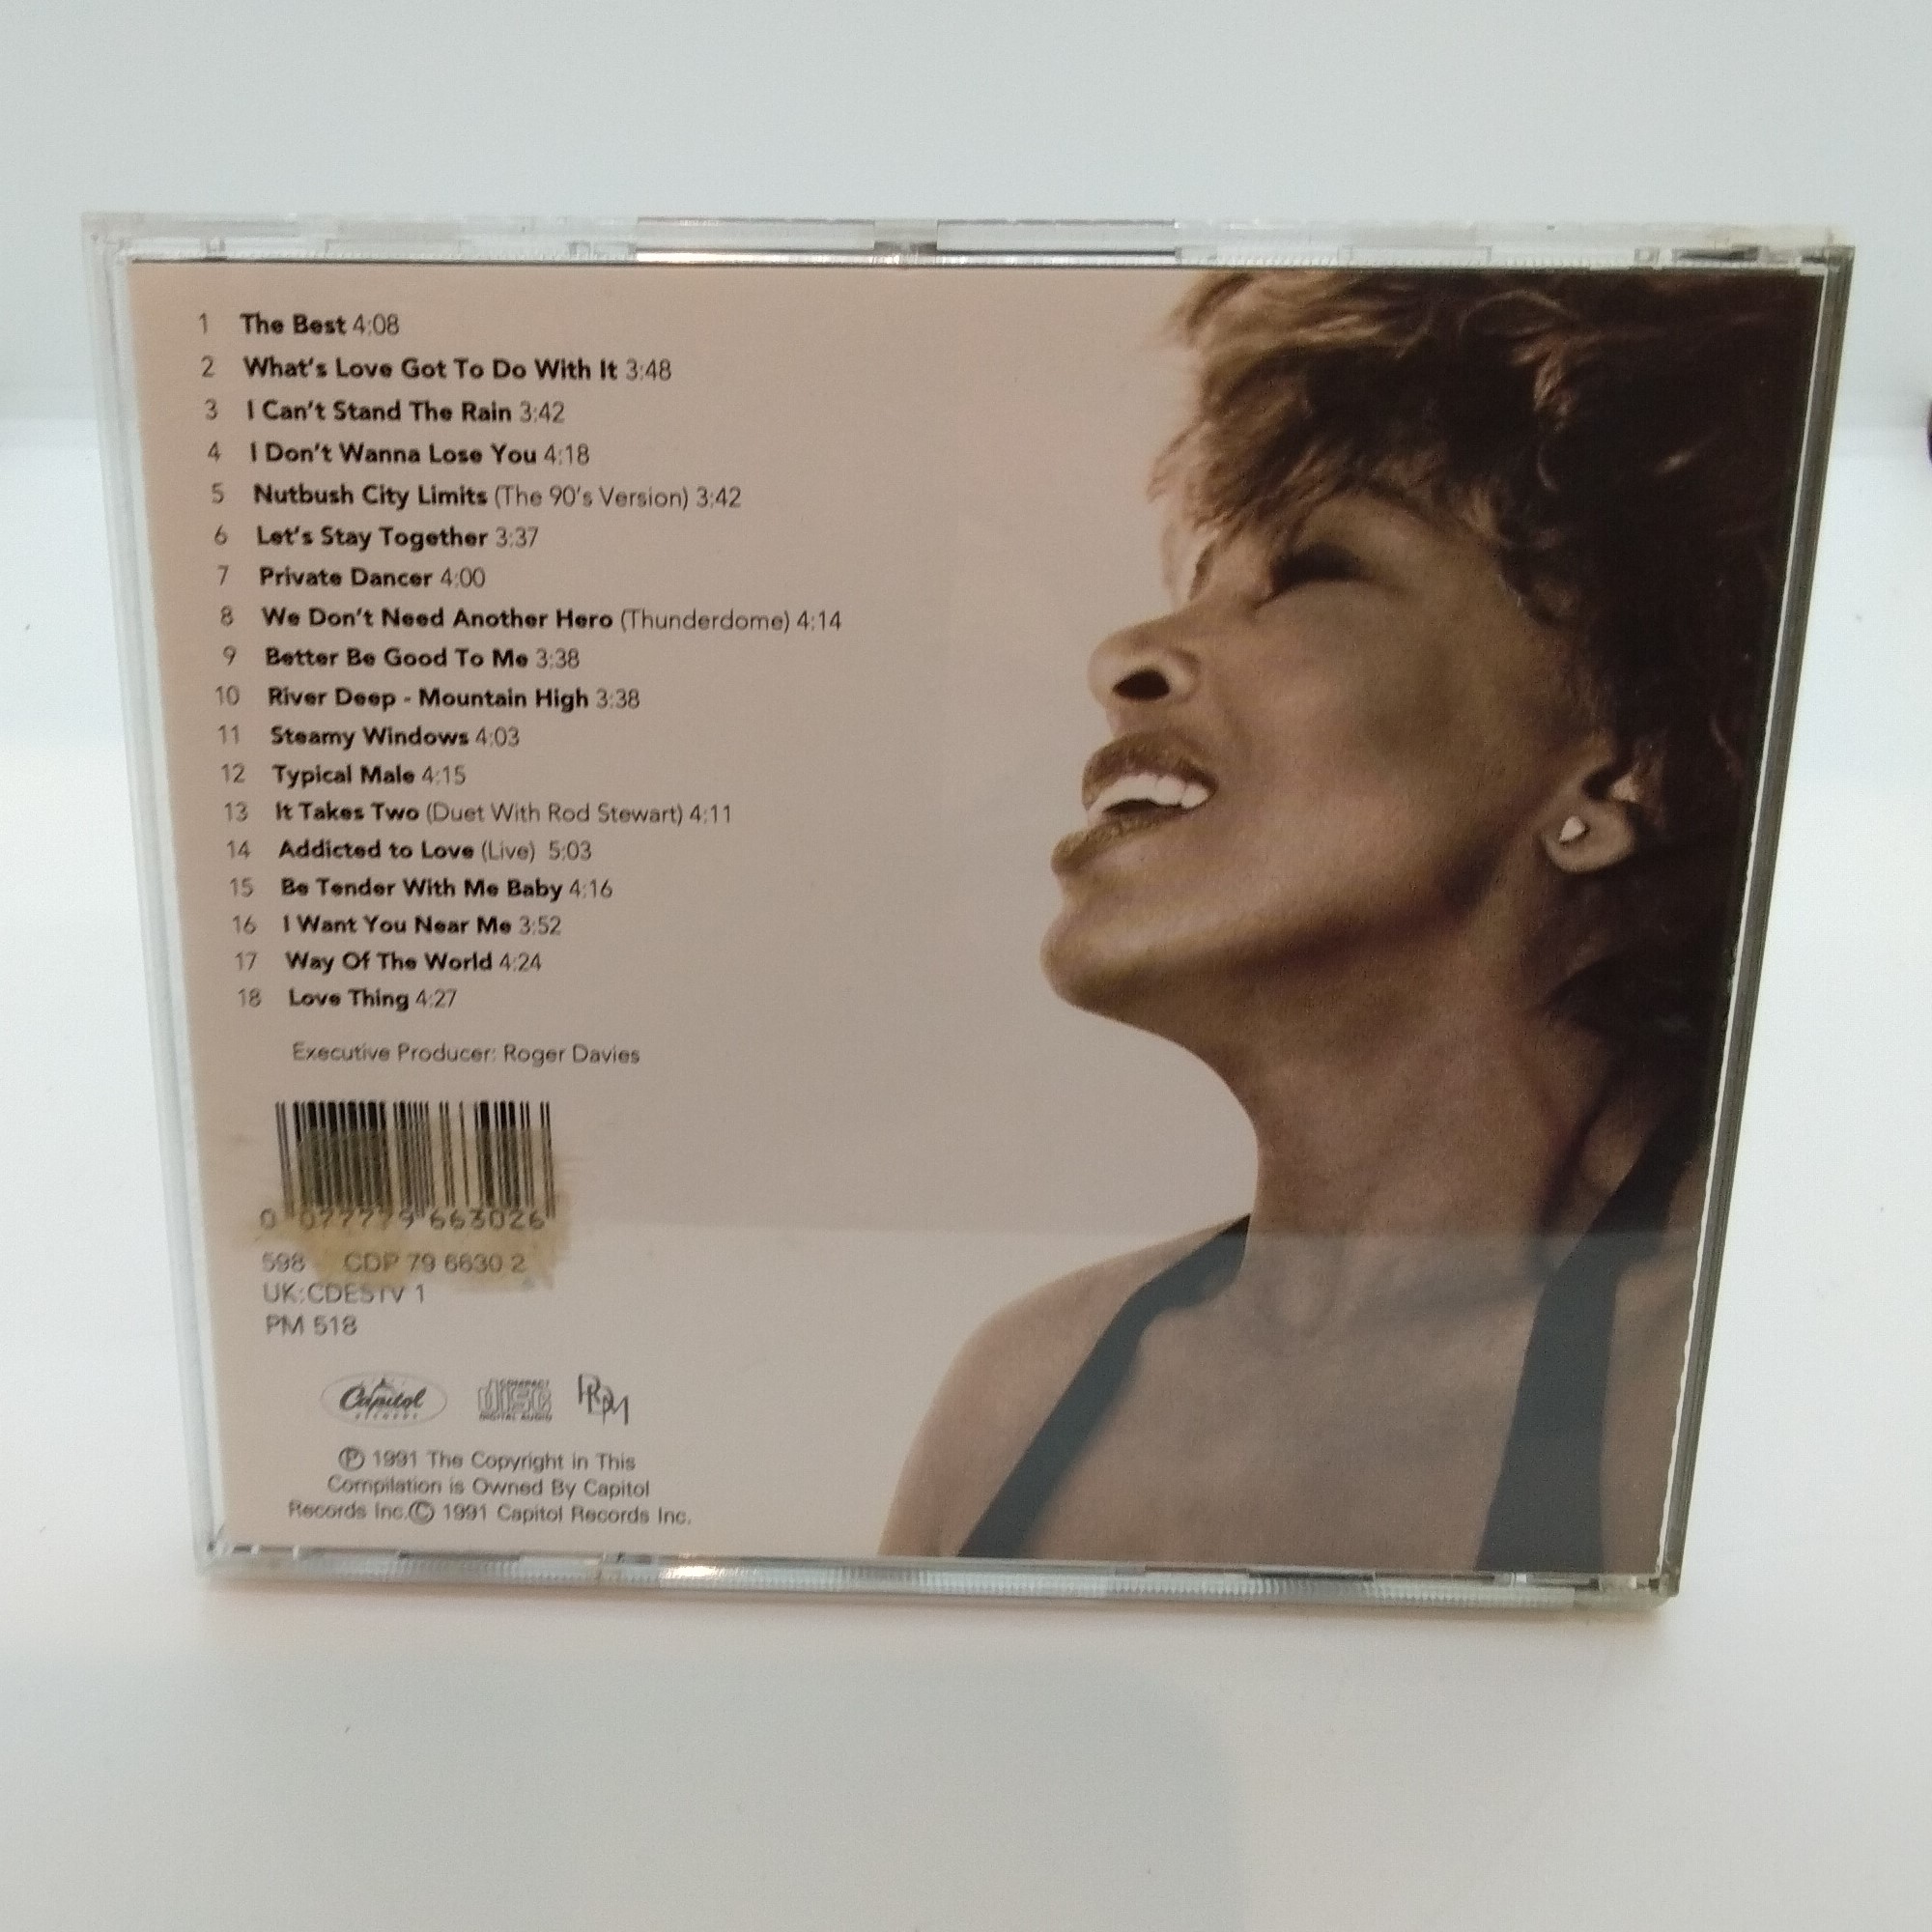 1 The Best 4:08
2 What's Love Got To Do With It 3:48
3 I Can't Stand The Rain 3:42
4 I Don't Wanna Lose You 4:18
5 Nutbush City Limits (The 90's Version) 3:42
6 Let's Stay Together 3:37
7 Private Dancer 4:00
8 We Don't Need Another Hero (Thunderdome) 4:14
9 Better Be Good To Me 3:38
10 River Deep - Mountain High 3:38
11 Steamy Windows 4:03
12 Typical Male 4:15
13 It Takes Two (Duet With Rod Stewart) 4:11
14 Addicted to Love (Live) 5:03
15 Be Tender With Me Baby 4:16
16 I Want You Near Me 3:52
17 Way Of The World 4:24
18 Love Thing 4:27
Executive Producer: Roger Davies
0 077779 663026
598 CDP 79 6630 2
UK:CDESTV 1
PM 518
Capitol RECORDS COMPACT disc DIGITAL AUDIO RDM
℗ 1991 The Copyright in This
Compilation is Owned By Capitol
Records Inc.© 1991 Capitol Records Inc.